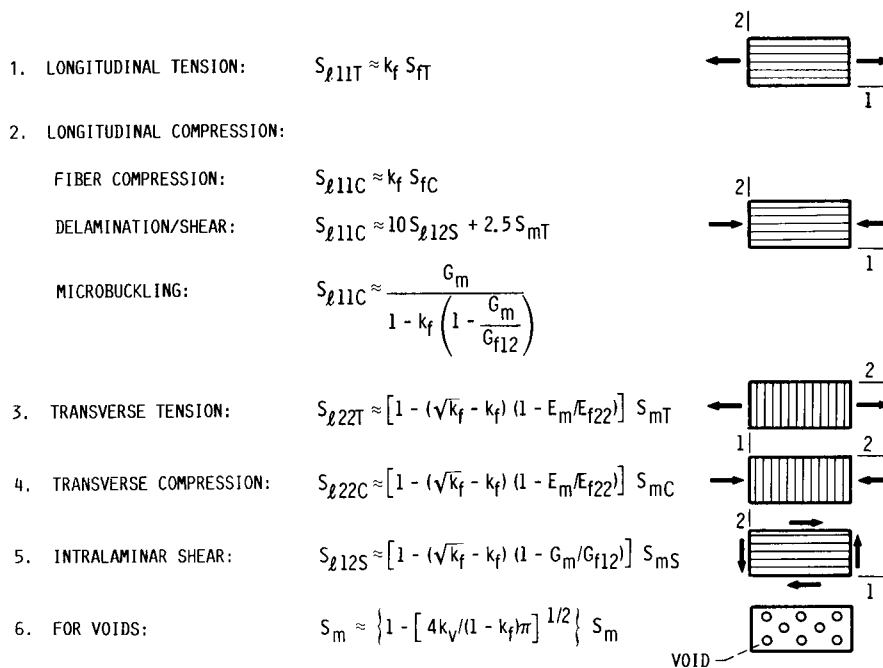 1. LONGITUDINAL TENSION: Sℓ11T ≈ kf SfT
2
1
2. LONGITUDINAL COMPRESSION:
FIBER COMPRESSION: Sℓ11C ≈ kf SfC
2
DELAMINATION/SHEAR: Sℓ11C ≈ 10 Sℓ12S + 2.5 SmT
1
MICROBUCKLING: Sℓ11C ≈ Gm / (1 - kf (1 - Gm/Gf12))
2
3. TRANSVERSE TENSION: Sℓ22T ≈ [1 - (√kf - kf) (1 - Em/Ef22)] SmT
1 2
4. TRANSVERSE COMPRESSION: Sℓ22C ≈ [1 - (√kf - kf) (1 - Em/Ef22)] SmC
2
5. INTRALAMINAR SHEAR: Sℓ12S ≈ [1 - (√kf - kf) (1 - Gm/Gf12)] SmS
1
6. FOR VOIDS: Sm ≈ {1 - [4kv/(1 - kf)π]^1/2} Sm
VOID